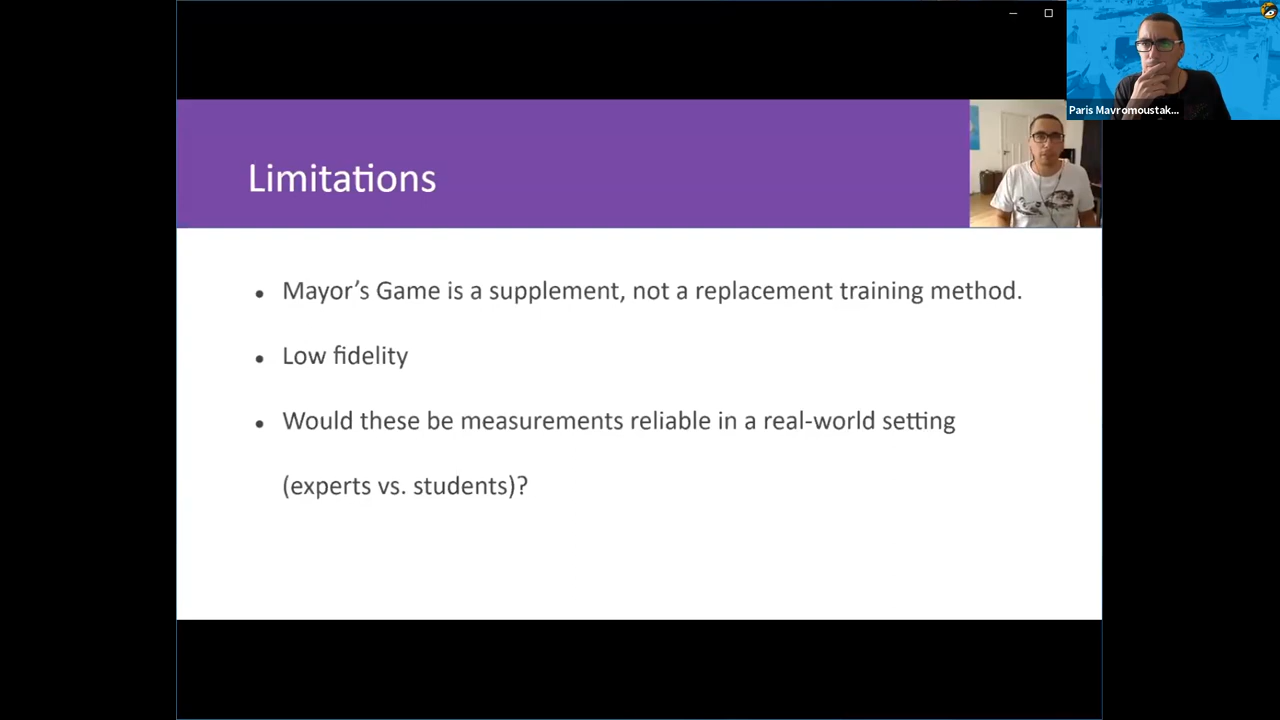 Paris Mavromoustak...
Limitations
• Mayor's Game is a supplement, not a replacement training method.
• Low fidelity
• Would these be measurements reliable in a real-world setting
(experts vs. students)?